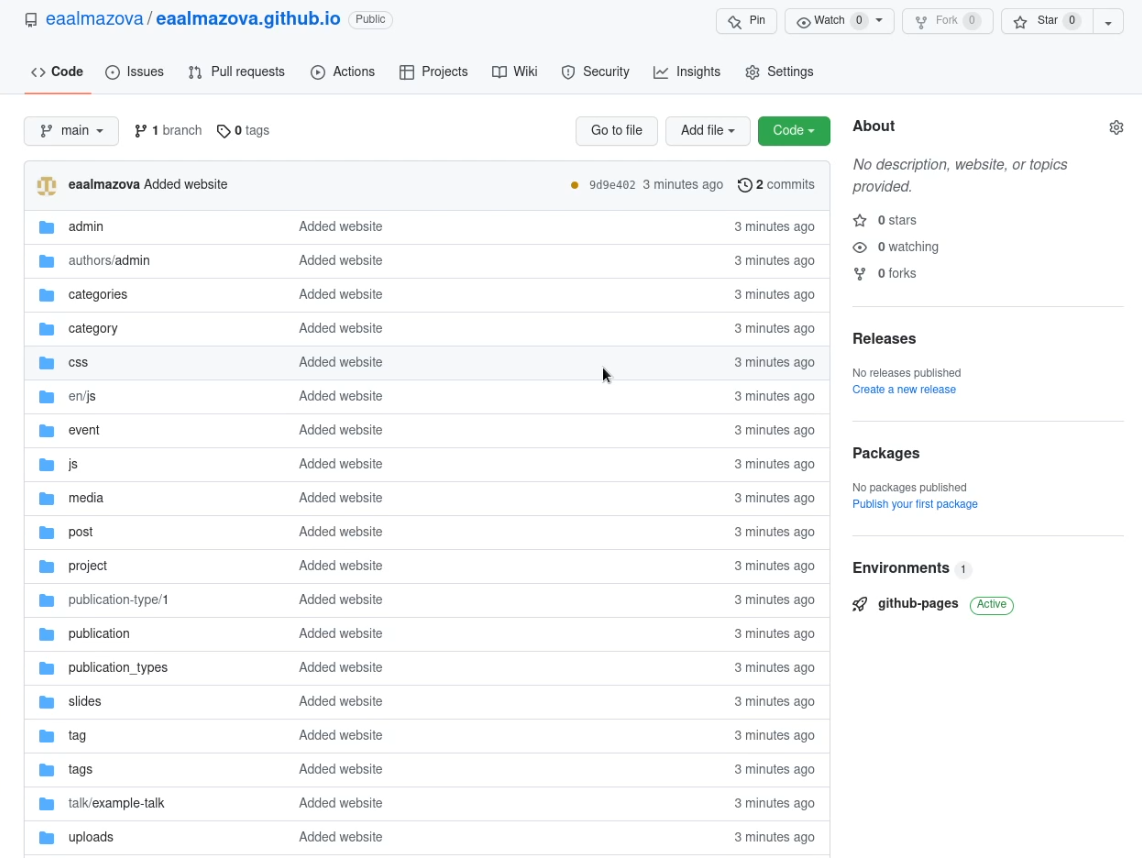 eaalmazova / eaalmazova.github.io Public Pin Watch 0 Fork 0 Star 0
Code Issues Pull requests Actions Projects Wiki Security Insights Settings
main 1 branch 0 tags Go to file Add file Code
eaalmazova Added website 9d9e402 3 minutes ago 2 commits
admin Added website 3 minutes ago
authors/admin Added website 3 minutes ago
categories Added website 3 minutes ago
category Added website 3 minutes ago
css Added website 3 minutes ago
en/js Added website 3 minutes ago
event Added website 3 minutes ago
js Added website 3 minutes ago
media Added website 3 minutes ago
post Added website 3 minutes ago
project Added website 3 minutes ago
publication-type/1 Added website 3 minutes ago
publication Added website 3 minutes ago
publication_types Added website 3 minutes ago
slides Added website 3 minutes ago
tag Added website 3 minutes ago
tags Added website 3 minutes ago
talk/example-talk Added website 3 minutes ago
uploads Added website 3 minutes ago
About
No description, website, or topics
provided.
0 stars
0 watching
0 forks
Releases
No releases published
Create a new release
Packages
No packages published
Publish your first package
Environments 1
github-pages Active